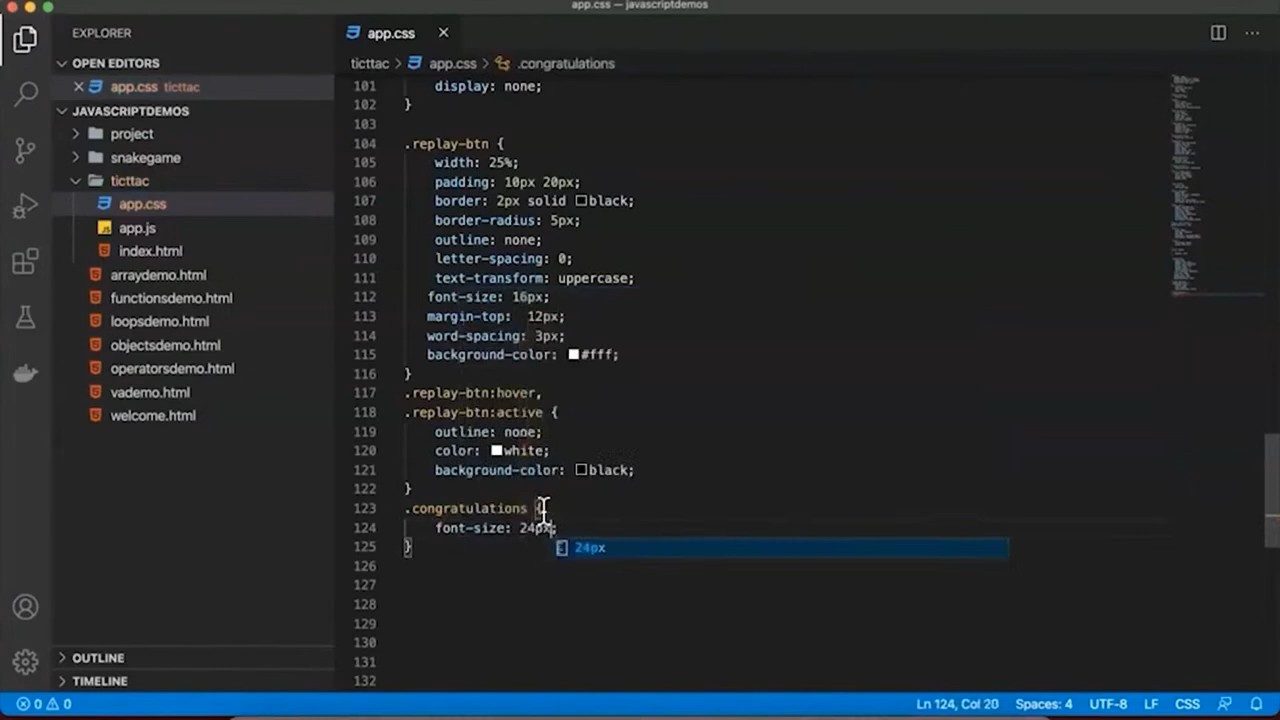 app.css — javascriptdemos
EXPLORER
OPEN EDITORS
app.css ticttac
JAVASCRIPTDEMOS
project
snakegame
ticttac
app.css
app.js
index.html
arraydemo.html
functionsdemo.html
loopsdemo.html
objectsdemo.html
operatorsdemo.html
vademo.html
welcome.html
OUTLINE
TIMELINE
app.css
ticttac > app.css > .congratulations
101 display: none;
102 }
103
104 .replay-btn {
105 width: 25%;
106 padding: 10px 20px;
107 border: 2px solid black;
108 border-radius: 5px;
109 outline: none;
110 letter-spacing: 0;
111 text-transform: uppercase;
112 font-size: 16px;
113 margin-top: 12px;
114 word-spacing: 3px;
115 background-color: #fff;
116 }
117 .replay-btn:hover,
118 .replay-btn:active {
119 outline: none;
120 color: white;
121 background-color: black;
122 }
123 .congratulations {
124 font-size: 24px;
24px
125 }
126
127
128
129
130
131
132
0 0
Ln 124, Col 20 Spaces: 4 UTF-8 LF CSS